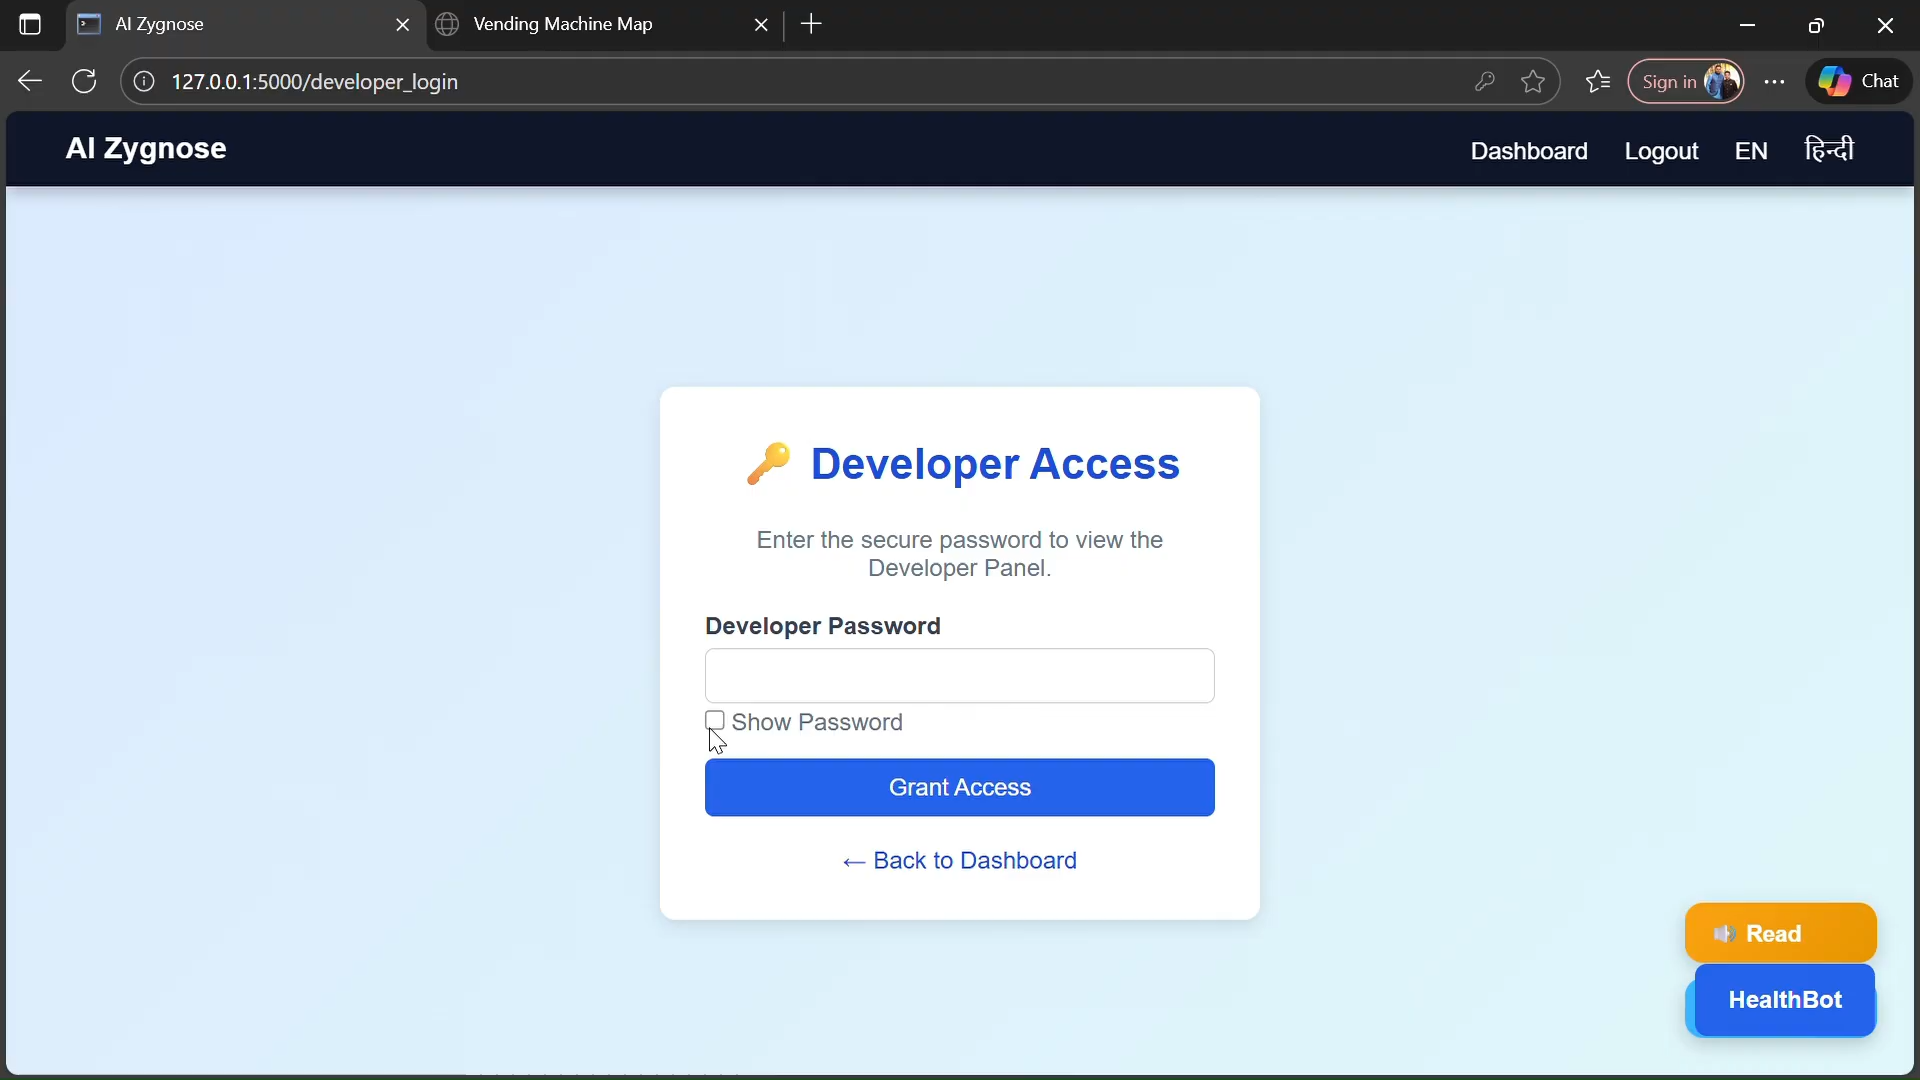 AI Zygnose
Vending Machine Map
127.0.0.1:5000/developer_login
Sign in
Chat
AI Zygnose
Dashboard
Logout
EN
हिन्दी
Developer Access
Enter the secure password to view the
Developer Panel.
Developer Password
Show Password
Grant Access
← Back to Dashboard
Read
HealthBot